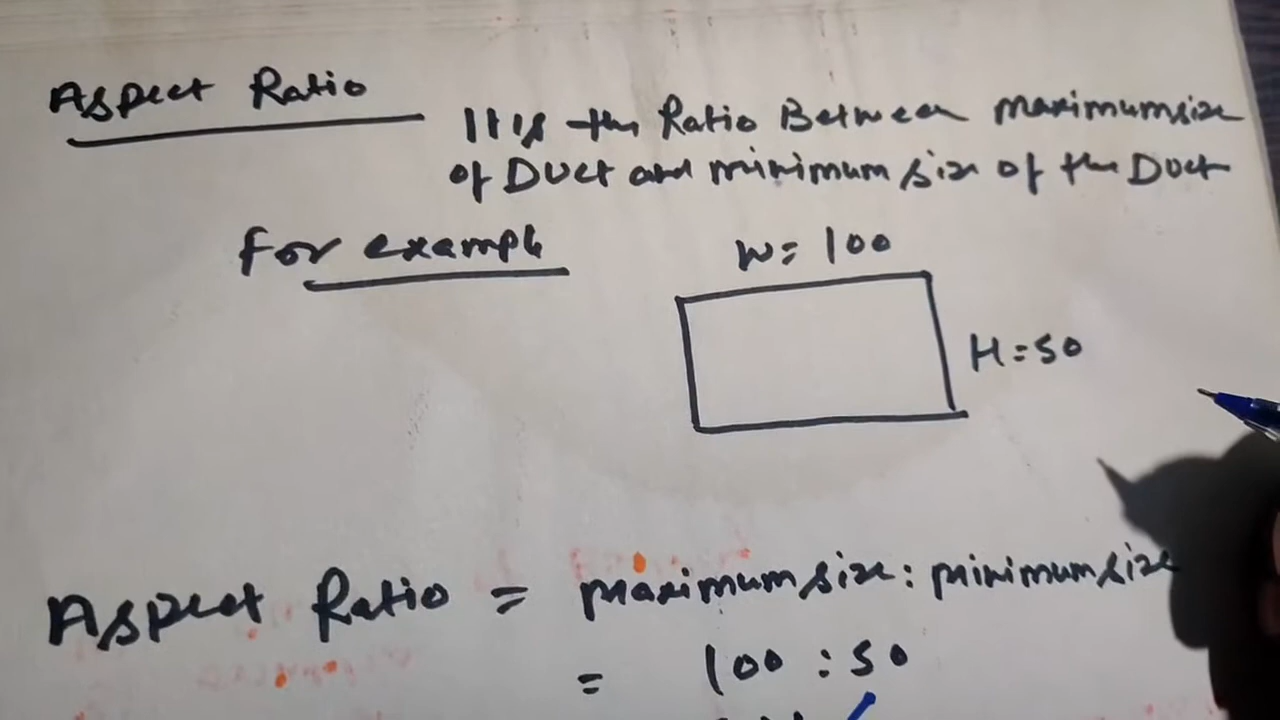 Aspect Ratio
It is the Ratio Between maximum size
of Duct and minimum size of the Duct
for example
W= 100
H=50
Aspect Ratio = maximum size : minimum size
= 100 : 50